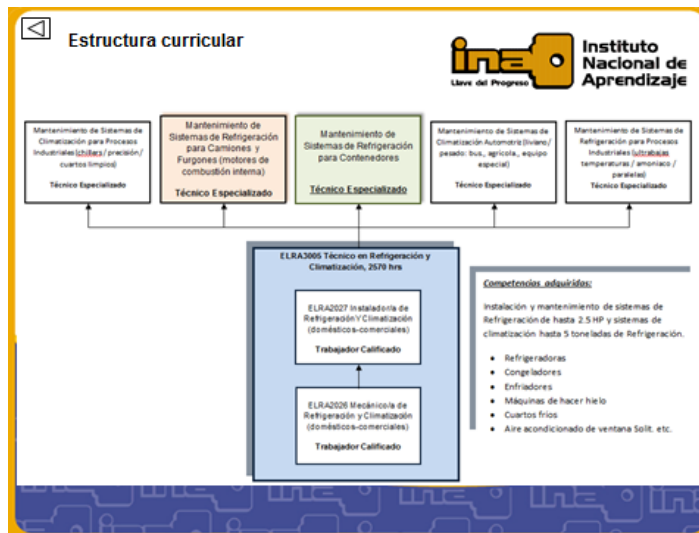 Estructura curricular
ina
Llave del Progreso
Instituto
Nacional de
Aprendizaje
Mantenimiento de Sistemas de
Climatización para Procesos
Industriales (chillers / precisión /
cuartos limpios)
Técnico Especializado
Mantenimiento de
Sistemas de Refrigeración
para Camiones y
Furgones (motores de
combustión interna)
Técnico Especializado
Mantenimiento de
Sistemas de Refrigeración
para Contenedores
Técnico Especializado
Mantenimiento de Sistemas de
Climatización Automotriz (liviano /
pesado: bus., agrícola., equipo
especial)
Técnico Especializado
Mantenimiento de Sistemas de
Refrigeración para Procesos
Industriales (ultrabajas
temperaturas / amoniaco /
paralelas)
Técnico Especializado
ELRA3005 Técnico en Refrigeración y
Climatización, 2570 hrs
ELRA2027 Instalador/a de
Refrigeración Y Climatización
(domésticos-comerciales)
Trabajador Calificado
ELRA2026 Mecánico/a de
Refrigeración y Climatización
(domésticos-comerciales)
Trabajador Calificado
Competencias adquiridas:
Instalación y mantenimiento de sistemas de
Refrigeración de hasta 2.5 HP y sistemas de
climatización hasta 5 toneladas de Refrigeración.
• Refrigeradoras
• Congeladores
• Enfriadores
• Máquinas de hacer hielo
• Cuartos fríos
• Aire acondicionado de ventana Split. etc.